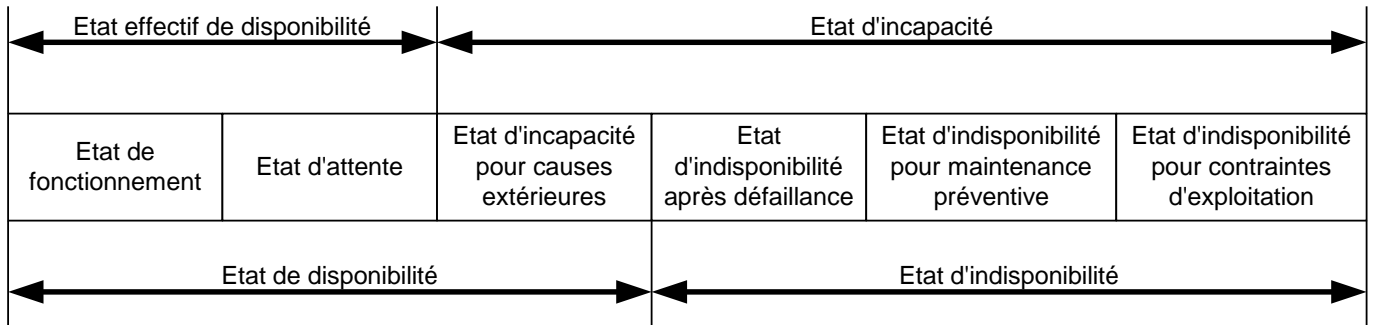 Etat effectif de disponibilité
Etat d'incapacité
Etat de
fonctionnement
Etat d'attente
Etat d'incapacité
pour causes
extérieures
Etat
d'indisponibilité
après défaillance
Etat d'indisponibilité
pour maintenance
préventive
Etat d'indisponibilité
pour contraintes
d'exploitation
Etat de disponibilité
Etat d'indisponibilité